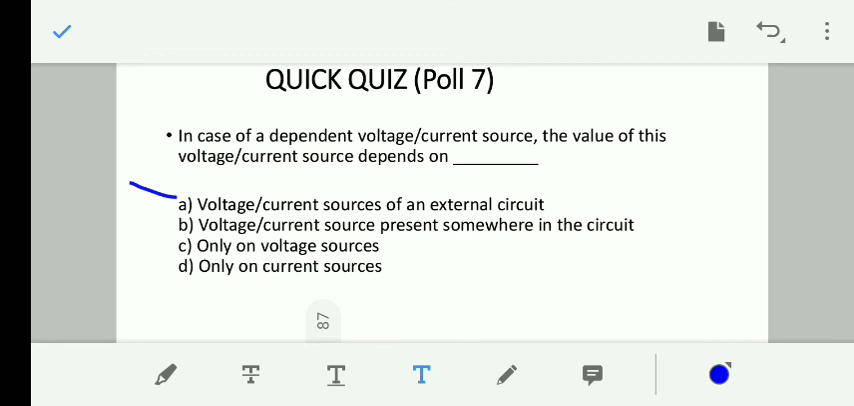 QUICK QUIZ (Poll 7)
• In case of a dependent voltage/current source, the value of this
voltage/current source depends on __________
a) Voltage/current sources of an external circuit
b) Voltage/current source present somewhere in the circuit
c) Only on voltage sources
d) Only on current sources
87
T
T
T